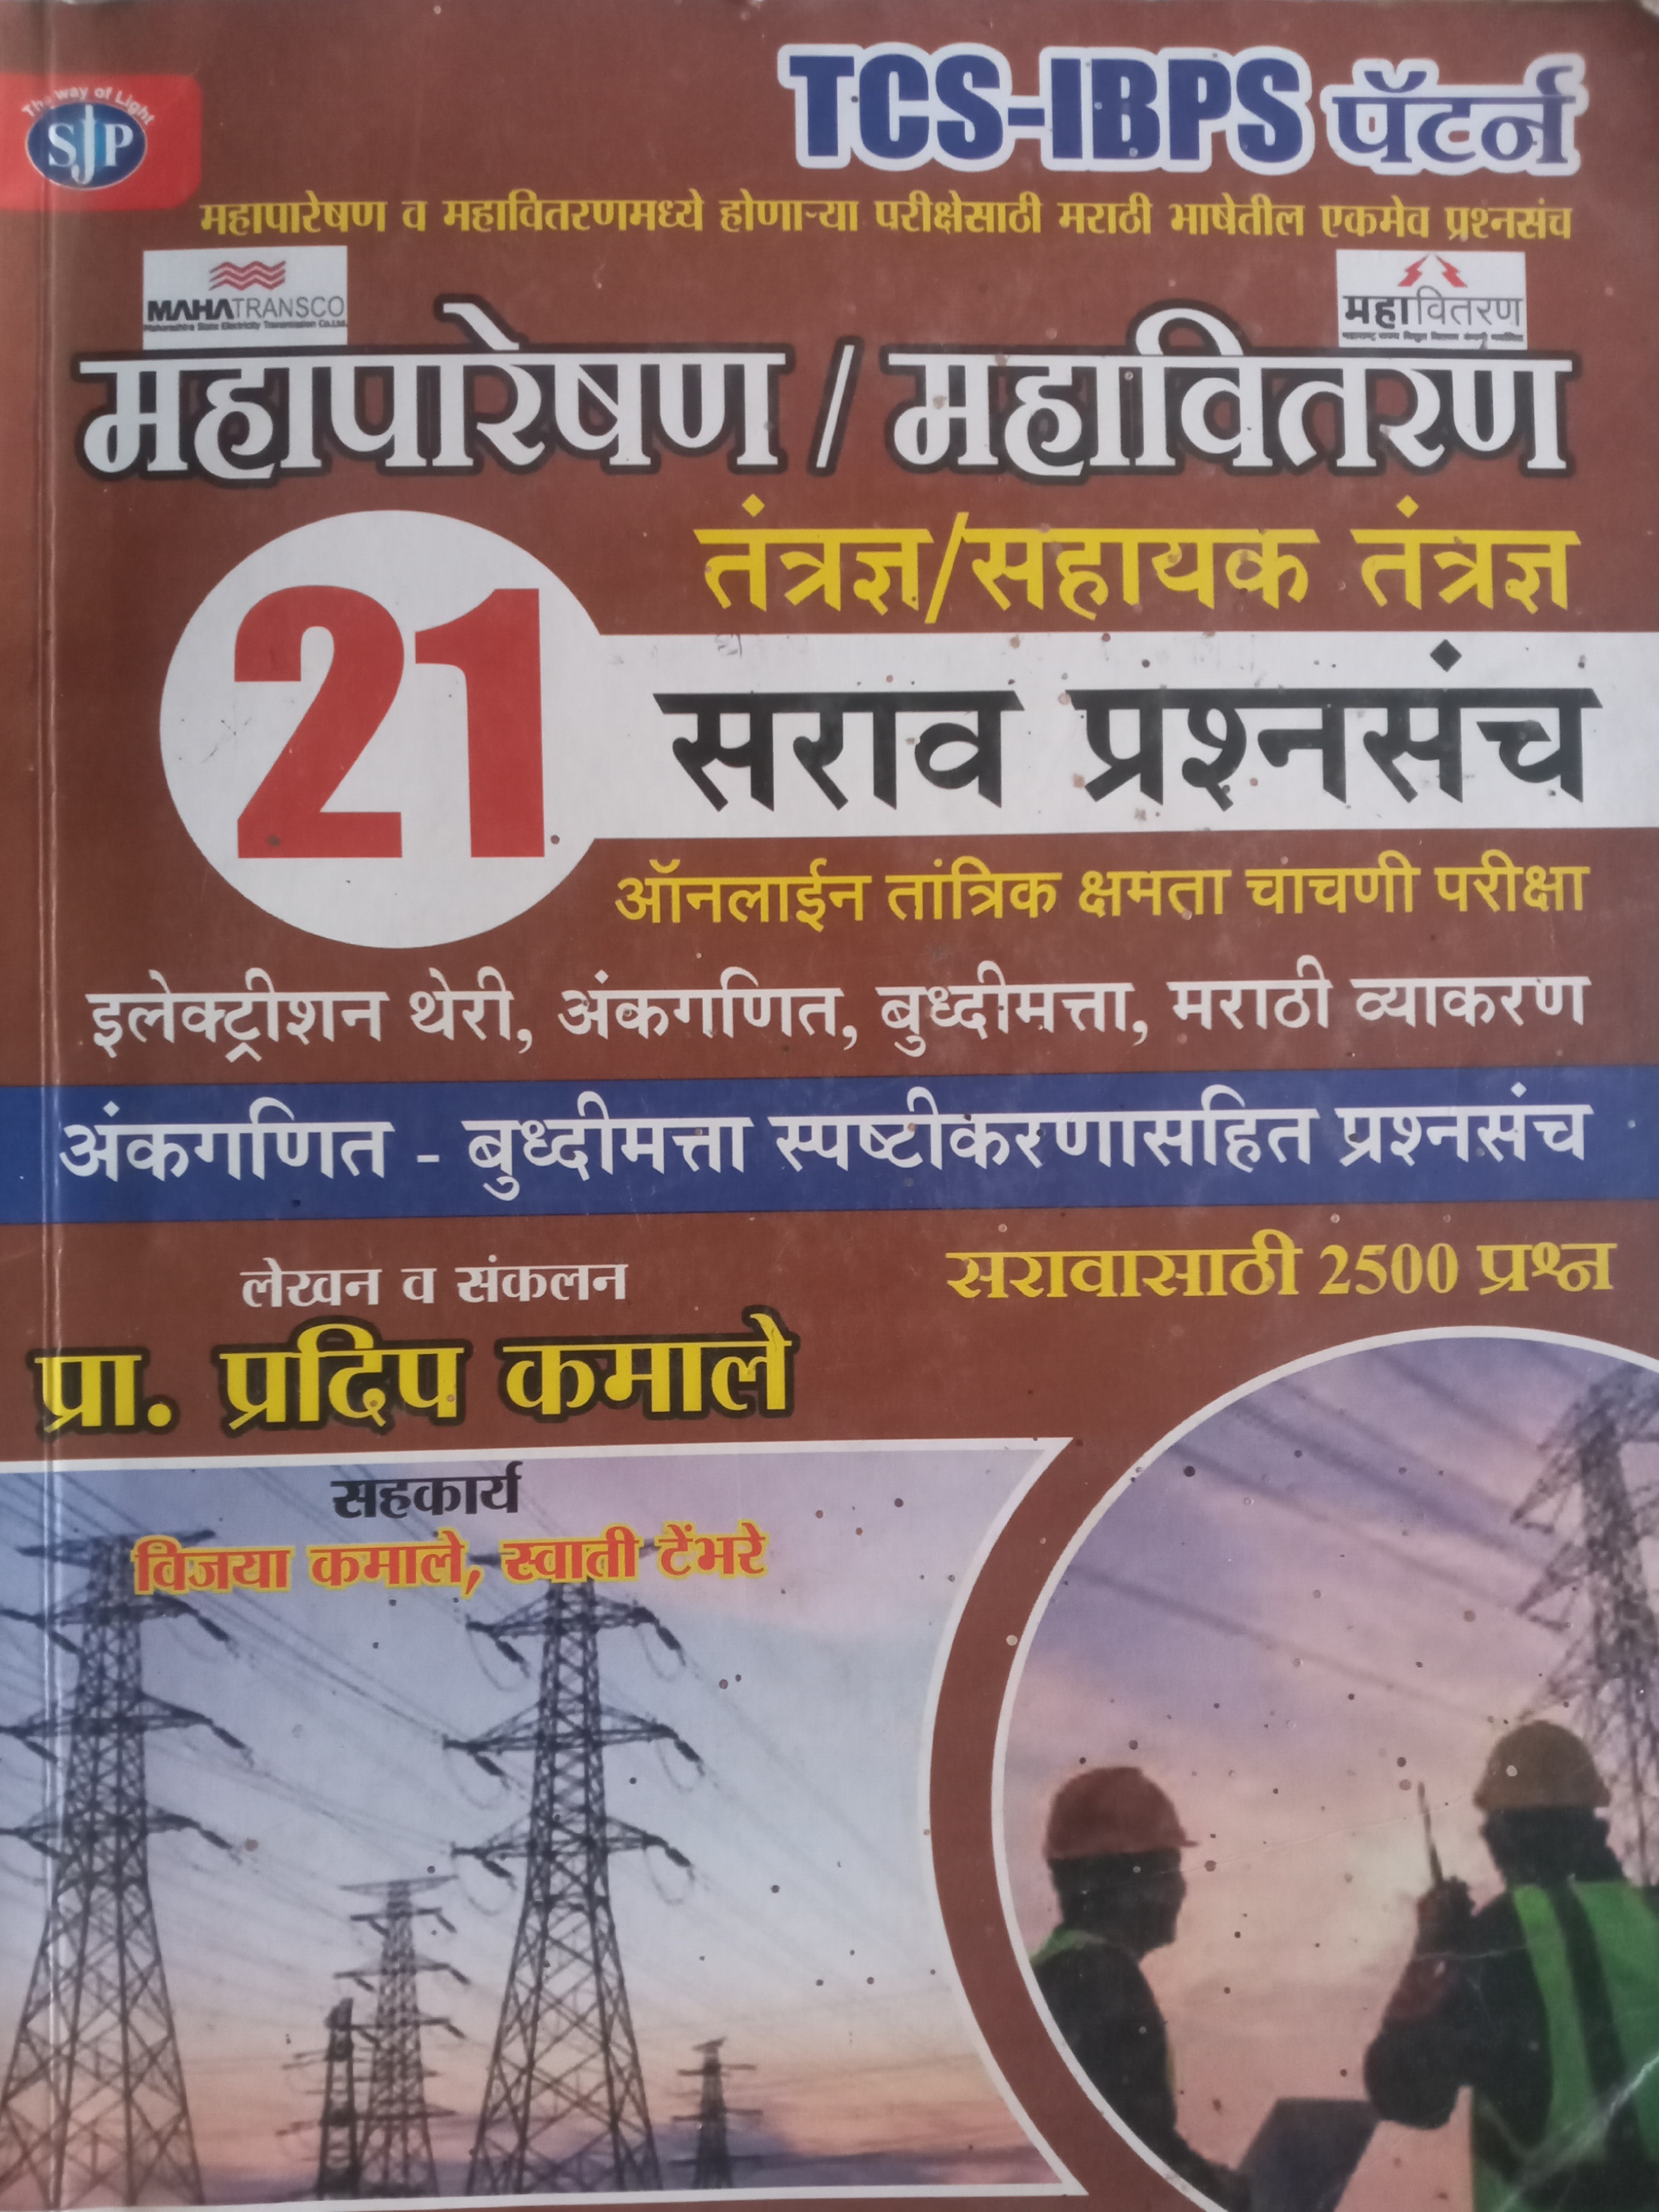 The way of Light
SJP
TCS-IBPS पॅटर्न
महापारेषण व महावितरणमध्ये होणाऱ्या परीक्षेसाठी मराठी भाषेतील एकमेव प्रश्नसंच
MAHATRANSCO
Maharashtra State Electricity Transmission Co.Ltd.
महावितरण
महापारेषण / महावितरण
तंत्रज्ञ/सहायक तंत्रज्ञ
21
सराव प्रश्नसंच
ऑनलाईन तांत्रिक क्षमता चाचणी परीक्षा
इलेक्ट्रीशन थेरी, अंकगणित, बुध्दीमत्ता, मराठी व्याकरण
अंकगणित - बुध्दीमत्ता स्पष्टीकरणासहित प्रश्नसंच
लेखन व संकलन
सरावासाठी 2500 प्रश्न
प्रा. प्रदिप कमाले
सहकार्य
विजया कमाले, स्वाती टेंभरे